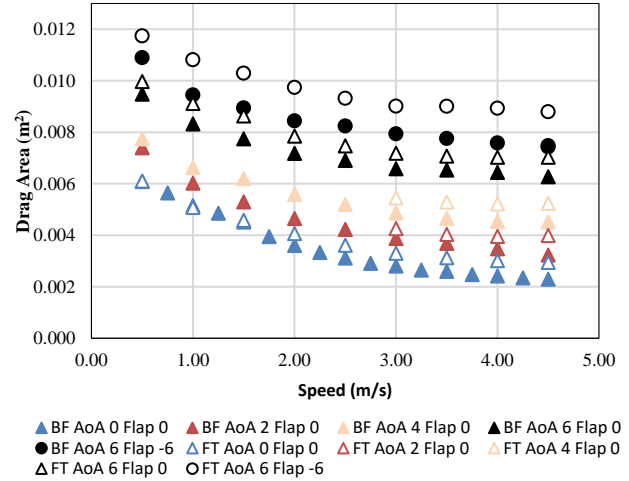 0.012
0.010
0.008
0.006
0.004
0.002
0.000
Drag Area (m²)
0.00 1.00 2.00 3.00 4.00 5.00
Speed (m/s)
BF AoA 0 Flap 0 BF AoA 2 Flap 0 BF AoA 4 Flap 0 BF AoA 6 Flap 0
BF AoA 6 Flap -6 FT AoA 0 Flap 0 FT AoA 2 Flap 0 FT AoA 4 Flap 0
FT AoA 6 Flap 0 FT AoA 6 Flap -6